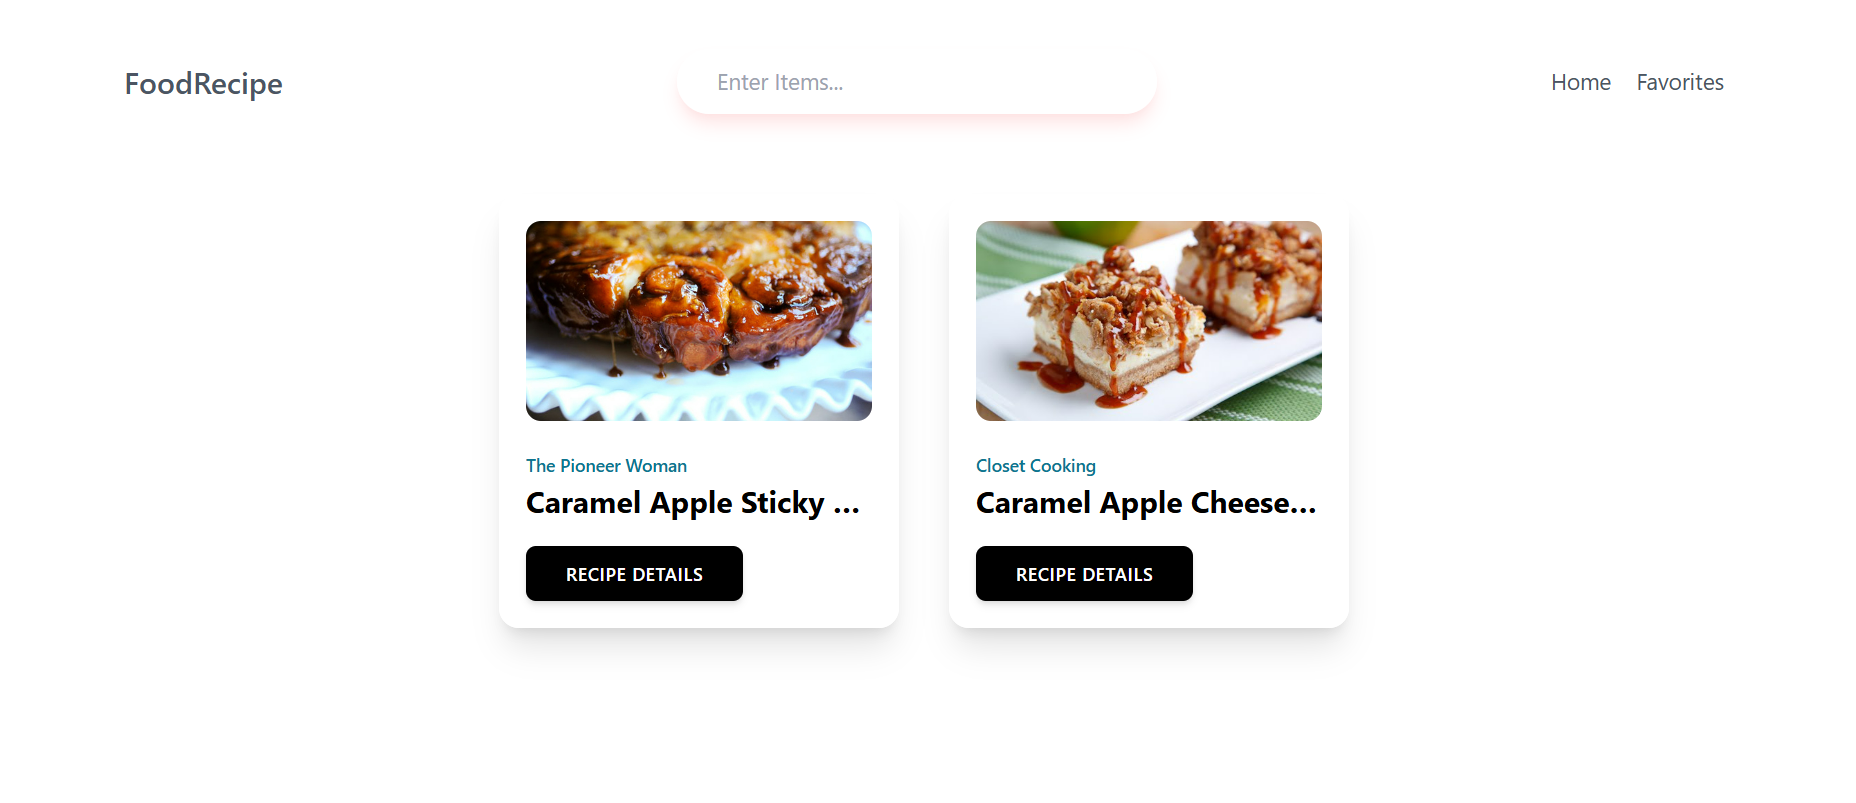 FoodRecipe
Enter Items...
Home
Favorites
The Pioneer Woman
Caramel Apple Sticky ...
RECIPE DETAILS
Closet Cooking
Caramel Apple Cheese...
RECIPE DETAILS